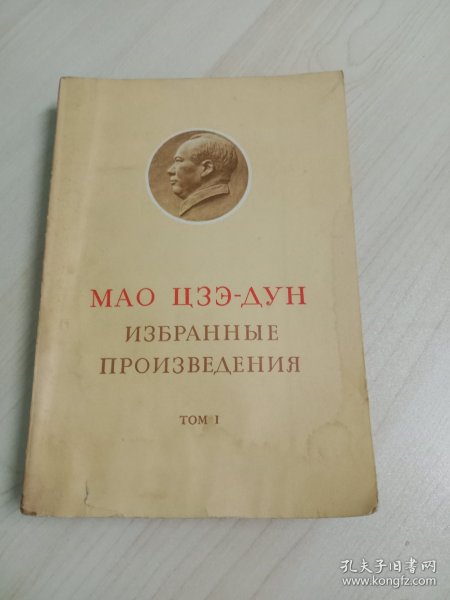 МАО ЦЗЭ-ДУН
ИЗБРАННЫЕ
ПРОИЗВЕДЕНИЯ
ТОМ I
孔夫子旧书网
www.kongfz.com